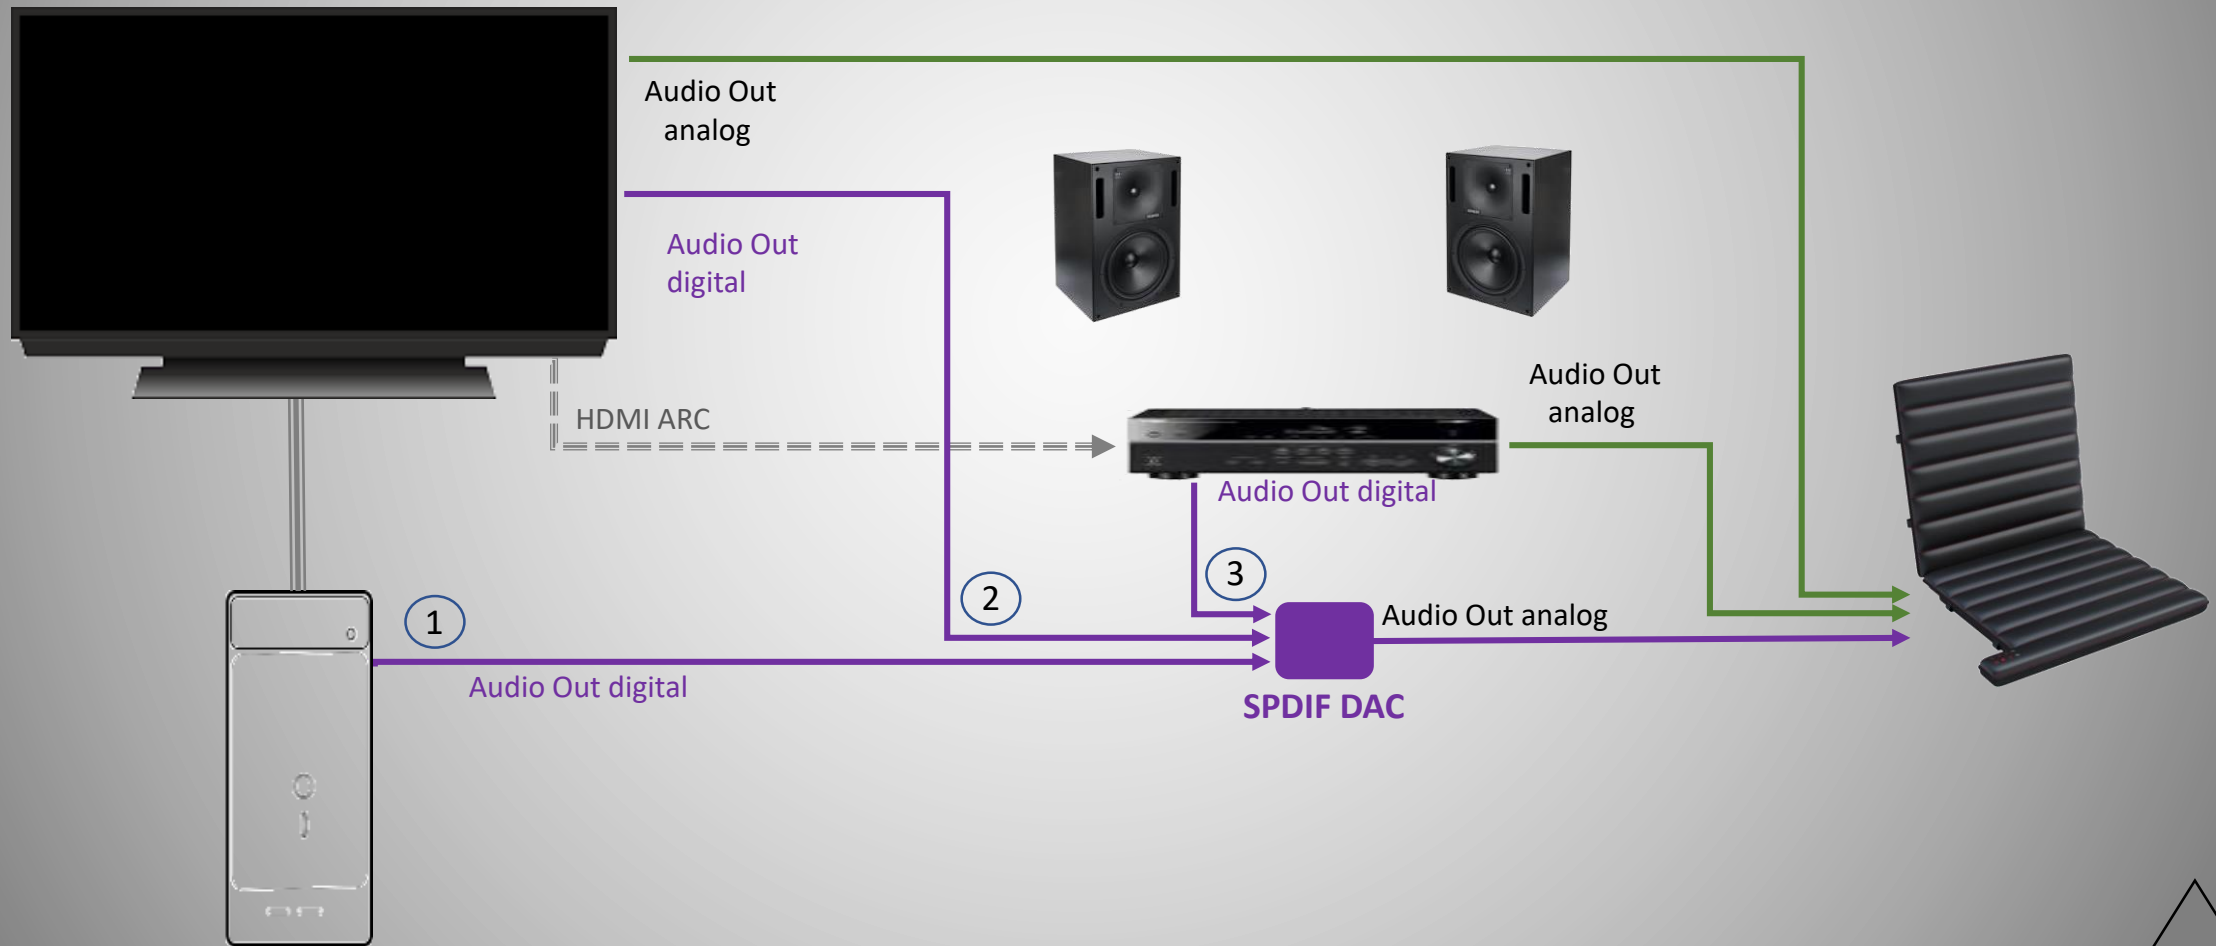 Audio Out
analog
Audio Out
digital
HDMI ARC
Audio Out
analog
Audio Out digital
3
2
1
Audio Out analog
Audio Out digital
SPDIF DAC